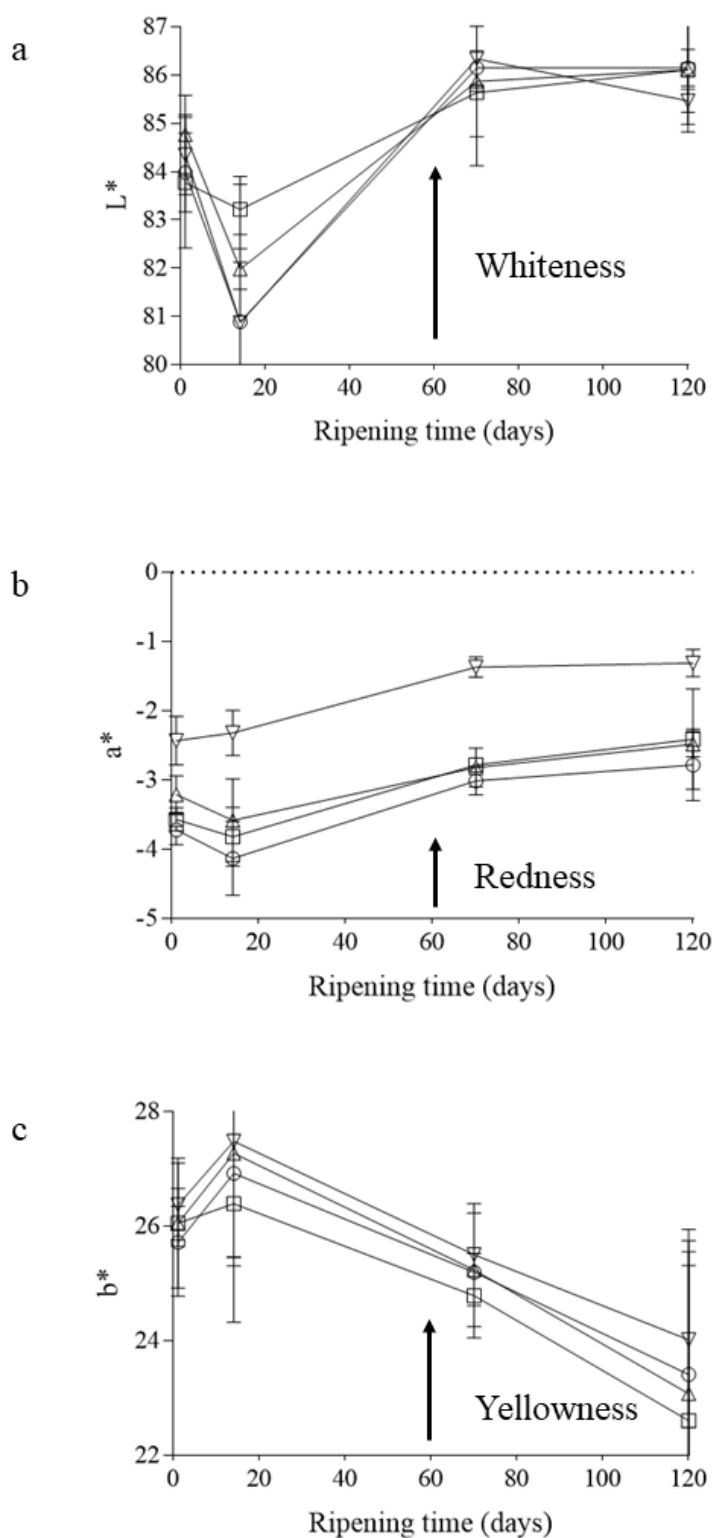 a
87
86
85
84
83
82
81
80
L*
Whiteness
0 20 40 60 80 100 120
Ripening time (days)
b
0
-1
-2
-3
-4
-5
a*
Redness
0 20 40 60 80 100 120
Ripening time (days)
c
28
26
24
22
b*
Yellowness
0 20 40 60 80 100 120
Ripening time (days)